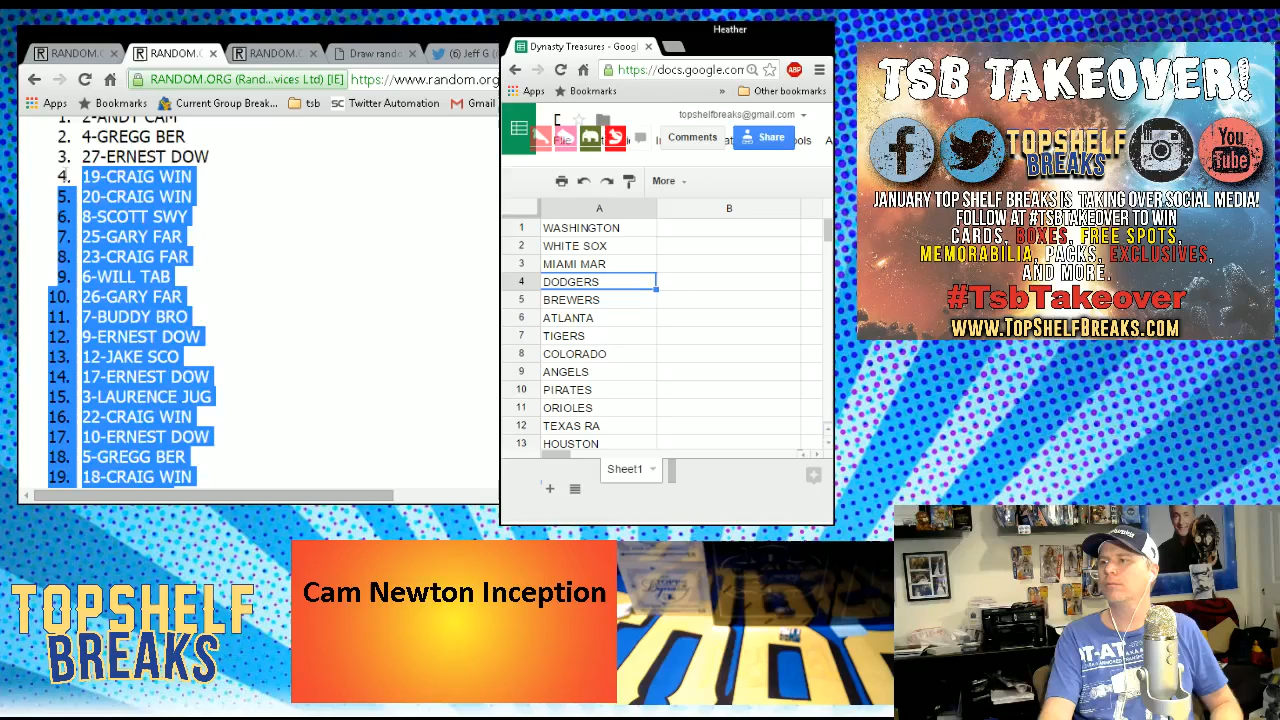 Heather
RANDOM.O
RANDOM.O
RANDOM.O
Draw rando
(6) Jeff G (
RANDOM.ORG (Rand...vices Ltd) [IE]
https://www.random.org
Apps
Bookmarks
Current Group Break...
tsb
SC
Twitter Automation
Gmail
1. 2-ANDY CAM
2. 4-GREGG BER
3. 27-ERNEST DOW
4. 19-CRAIG WIN
5. 20-CRAIG WIN
6. 8-SCOTT SWY
7. 25-GARY FAR
8. 23-CRAIG FAR
9. 6-WILL TAB
10. 26-GARY FAR
11. 7-BUDDY BRO
12. 9-ERNEST DOW
13. 12-JAKE SCO
14. 17-ERNEST DOW
15. 3-LAURENCE JUG
16. 22-CRAIG WIN
17. 10-ERNEST DOW
18. 5-GREGG BER
19. 18-CRAIG WIN
Dynasty Treasures - Googl
https://docs.google.com
ABP
Apps
Bookmarks
»
Other bookmarks
topshelfbreaks@gmail.com
Comments
Share
More
A
B
1 WASHINGTON
2 WHITE SOX
3 MIAMI MAR
4 DODGERS
5 BREWERS
6 ATLANTA
7 TIGERS
8 COLORADO
9 ANGELS
10 PIRATES
11 ORIOLES
12 TEXAS RA
13 HOUSTON
Sheet1
TSB TAKEOVER!
TOPSHELF
BREAKS
You
Tube
JANUARY TOP SHELF BREAKS IS TAKING OVER SOCIAL MEDIA!
FOLLOW AT #TSBTAKEOVER TO WIN
CARDS, BOXES, FREE SPOTS,
MEMORABILIA, PACKS, EXCLUSIVES,
AND MORE.
#TsbTakeover
WWW.TOPSHELFBREAKS.COM
TOPSHELF
BREAKS
Cam Newton Inception